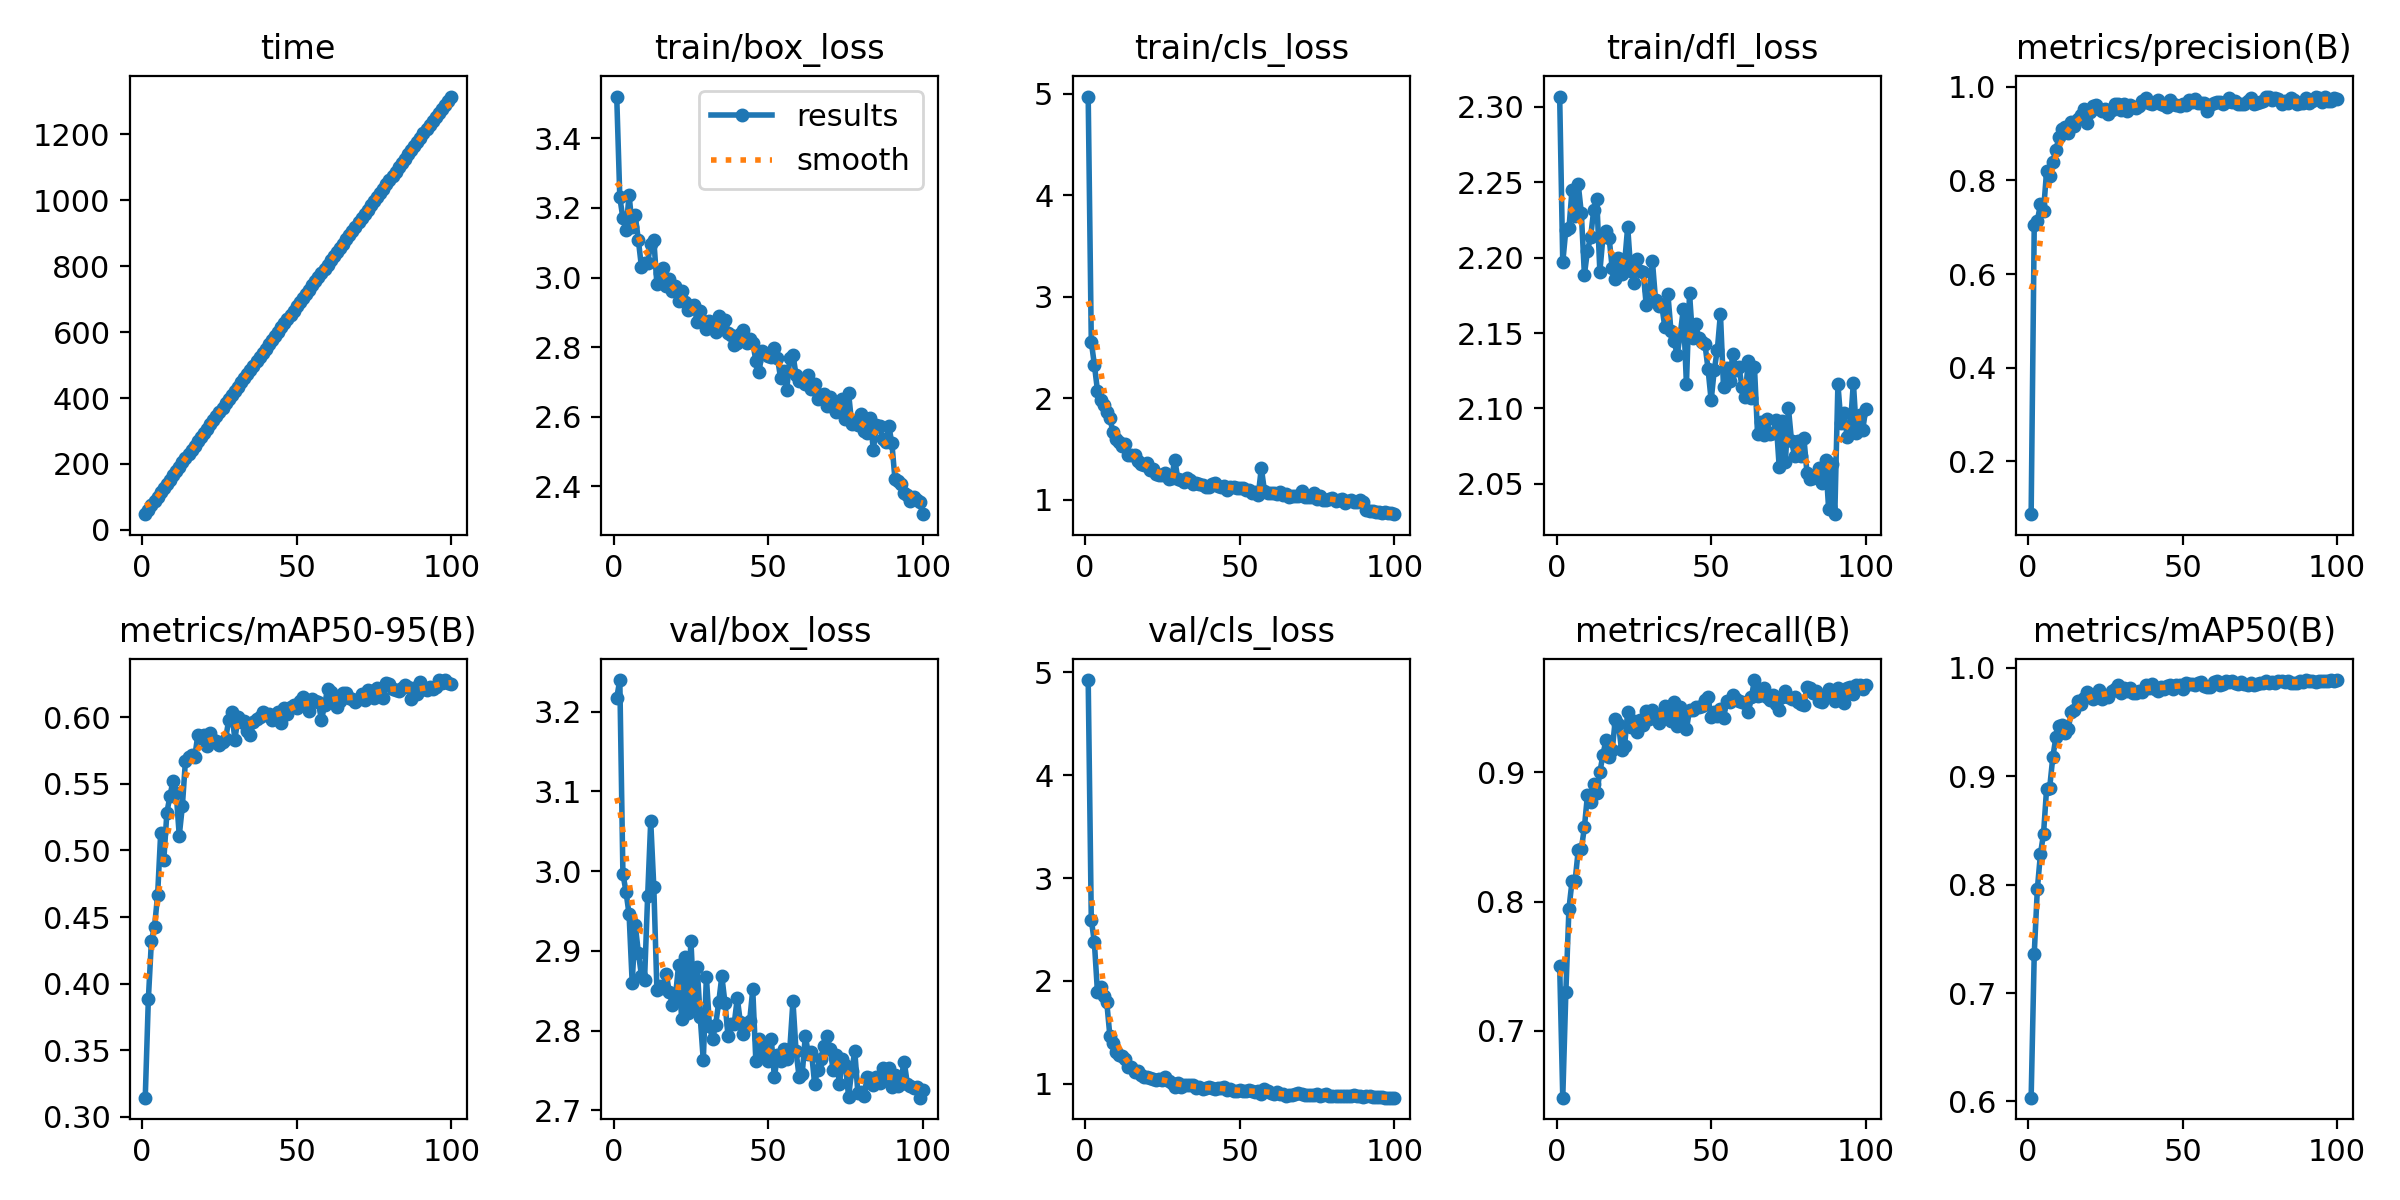 time
1200
1000
800
600
400
200
0
0 50 100
train/box_loss
results
smooth
3.4
3.2
3.0
2.8
2.6
2.4
0 50 100
train/cls_loss
5
4
3
2
1
0 50 100
train/dfl_loss
2.30
2.25
2.20
2.15
2.10
2.05
0 50 100
metrics/precision(B)
1.0
0.8
0.6
0.4
0.2
0 50 100
metrics/mAP50-95(B)
0.60
0.55
0.50
0.45
0.40
0.35
0.30
0 50 100
val/box_loss
3.2
3.1
3.0
2.9
2.8
2.7
0 50 100
val/cls_loss
5
4
3
2
1
0 50 100
metrics/recall(B)
0.9
0.8
0.7
0 50 100
metrics/mAP50(B)
1.0
0.9
0.8
0.7
0.6
0 50 100